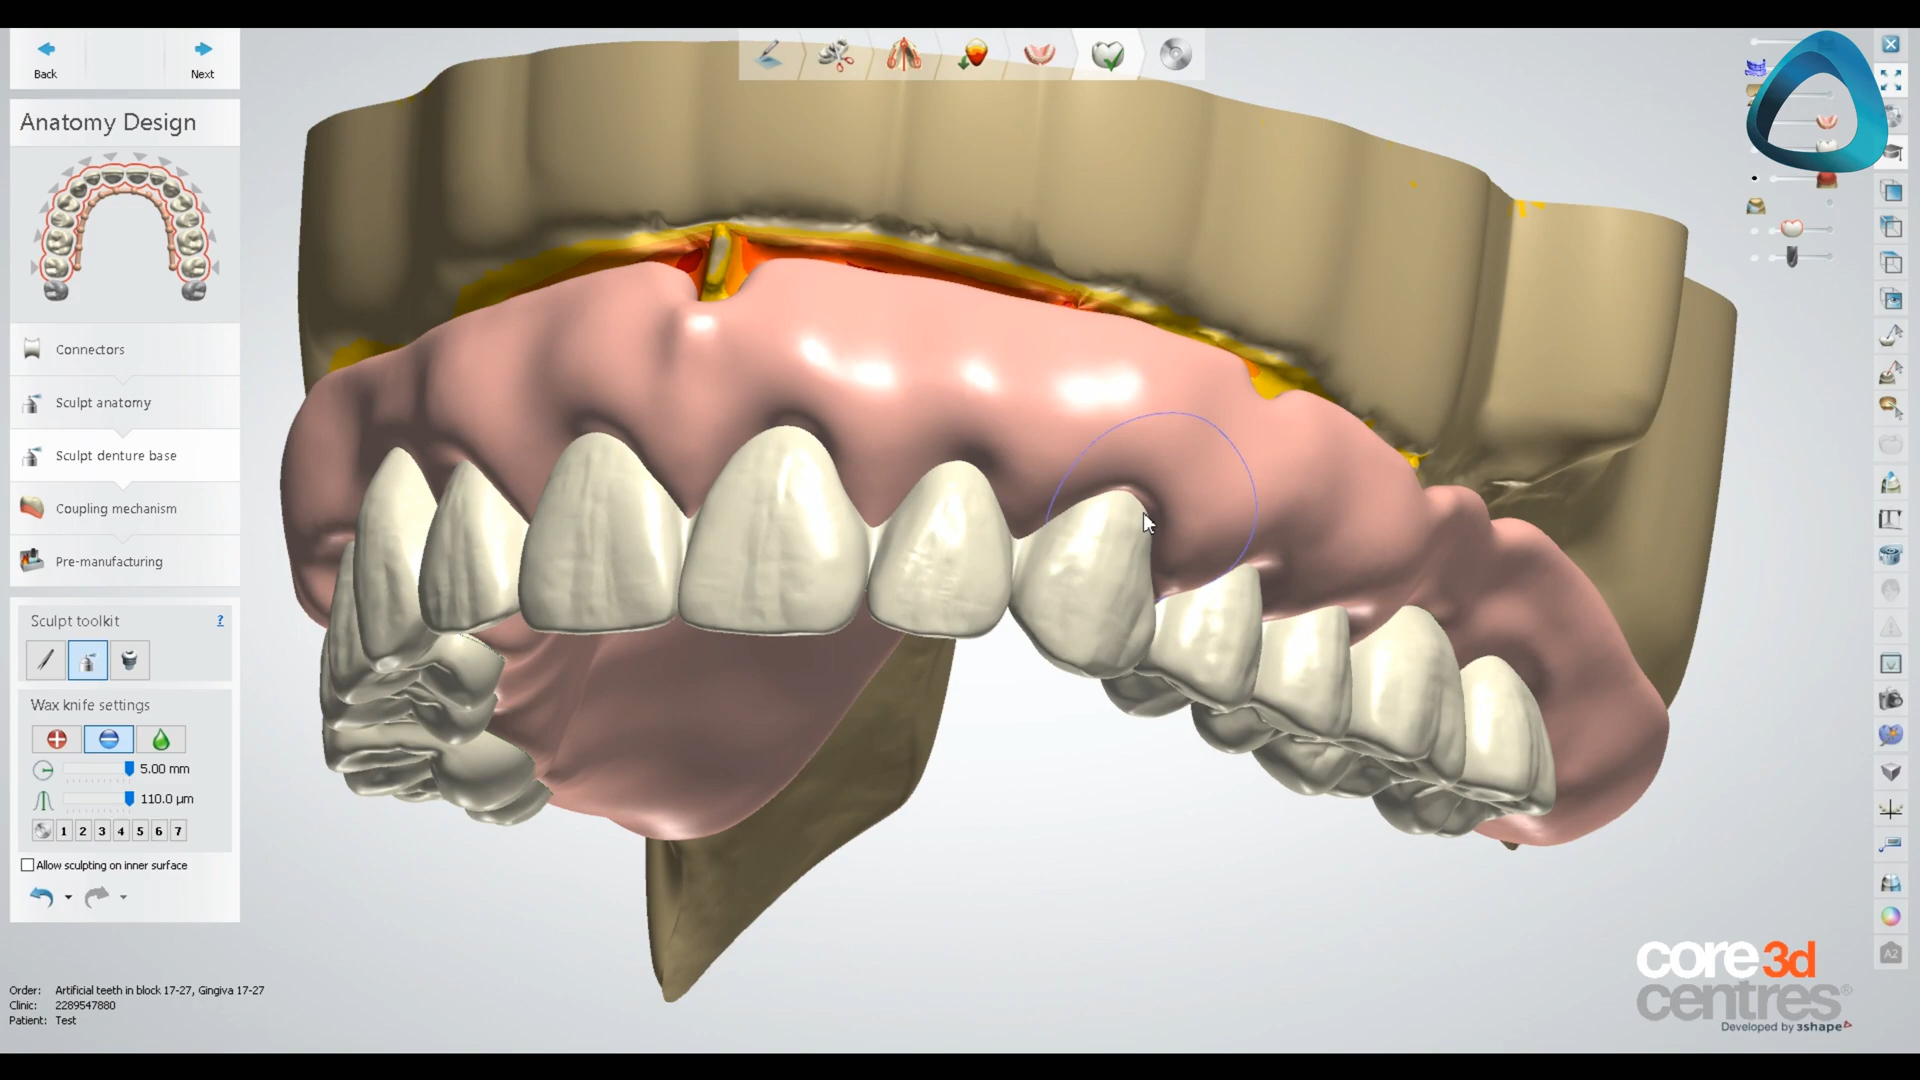 Back
Next
Anatomy Design
Connectors
Sculpt anatomy
Sculpt denture base
Coupling mechanism
Pre-manufacturing
Sculpt toolkit ?
Wax knife settings
5.00 mm
110.0 µm
1 2 3 4 5 6 7
Allow sculpting on inner surface
Order: Artificial teeth in block 17-27, Gingiva 17-27
Clinic: 2289547880
Patient: Test
A2
core3d
centres®
Developed by 3shape